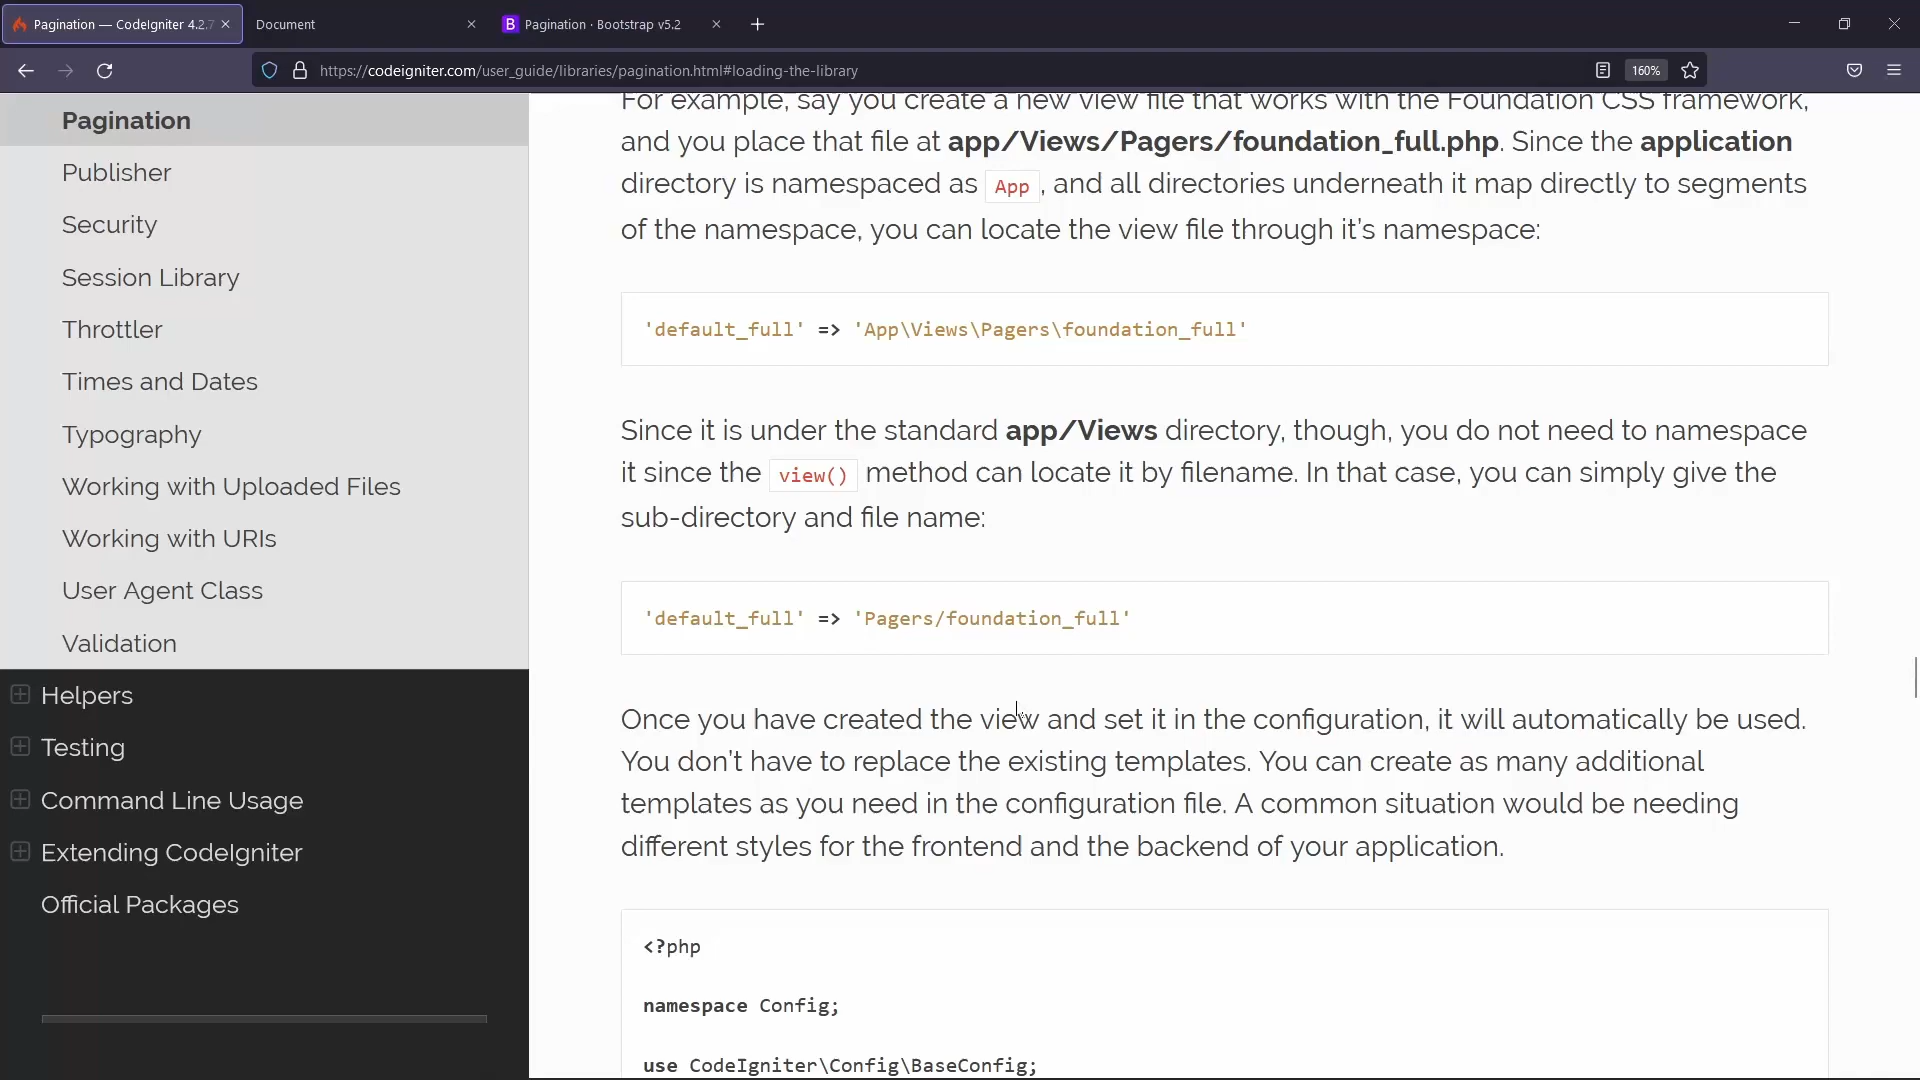 Pagination — CodeIgniter 4.2.7
Document
B Pagination · Bootstrap v5.2
https://codeigniter.com/user_guide/libraries/pagination.html#loading-the-library
160%
Pagination
Publisher
Security
Session Library
Throttler
Times and Dates
Typography
Working with Uploaded Files
Working with URIs
User Agent Class
Validation
Helpers
Testing
Command Line Usage
Extending CodeIgniter
Official Packages
For example, say you create a new view file that works with the Foundation CSS framework,
and you place that file at app/Views/Pagers/foundation_full.php. Since the application
directory is namespaced as App, and all directories underneath it map directly to segments
of the namespace, you can locate the view file through it’s namespace:
'default_full' => 'App\Views\Pagers\foundation_full'
Since it is under the standard app/Views directory, though, you do not need to namespace
it since the view() method can locate it by filename. In that case, you can simply give the
sub-directory and file name:
'default_full' => 'Pagers/foundation_full'
Once you have created the view and set it in the configuration, it will automatically be used.
You don’t have to replace the existing templates. You can create as many additional
templates as you need in the configuration file. A common situation would be needing
different styles for the frontend and the backend of your application.
<?php
namespace Config;
use CodeIgniter\Config\BaseConfig;